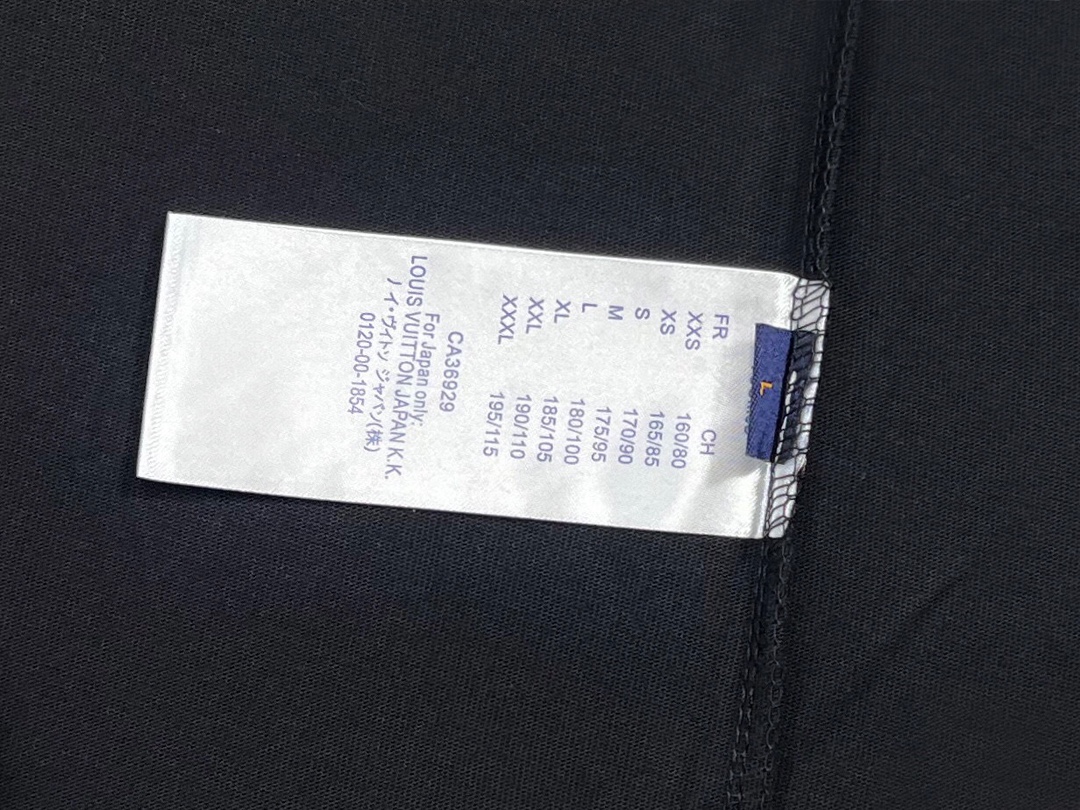 FR CH
XXS 160/80
XS 165/85
S 170/90
M 175/95
L 180/100
XL 185/105
XXL 190/110
XXXL 195/115
CA36929
For Japan only:
LOUIS VUITTON JAPAN K.K.
ノイ・ヴイトン ジャパン(株)
0120-00-1854
L